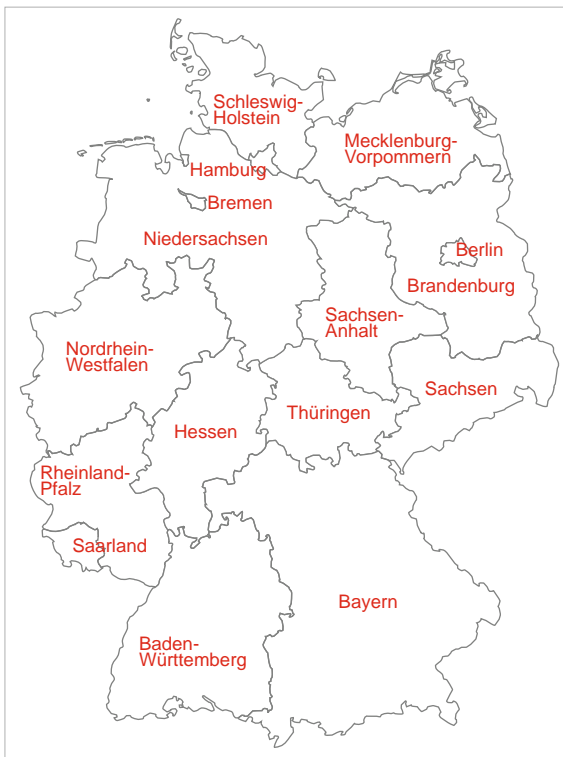 Schleswig-
Holstein
Mecklenburg-
Vorpommern
Hamburg
Bremen
Niedersachsen
Berlin
Brandenburg
Sachsen-
Anhalt
Nordrhein-
Westfalen
Sachsen
Thüringen
Hessen
Rheinland-
Pfalz
Saarland
Bayern
Baden-
Württemberg